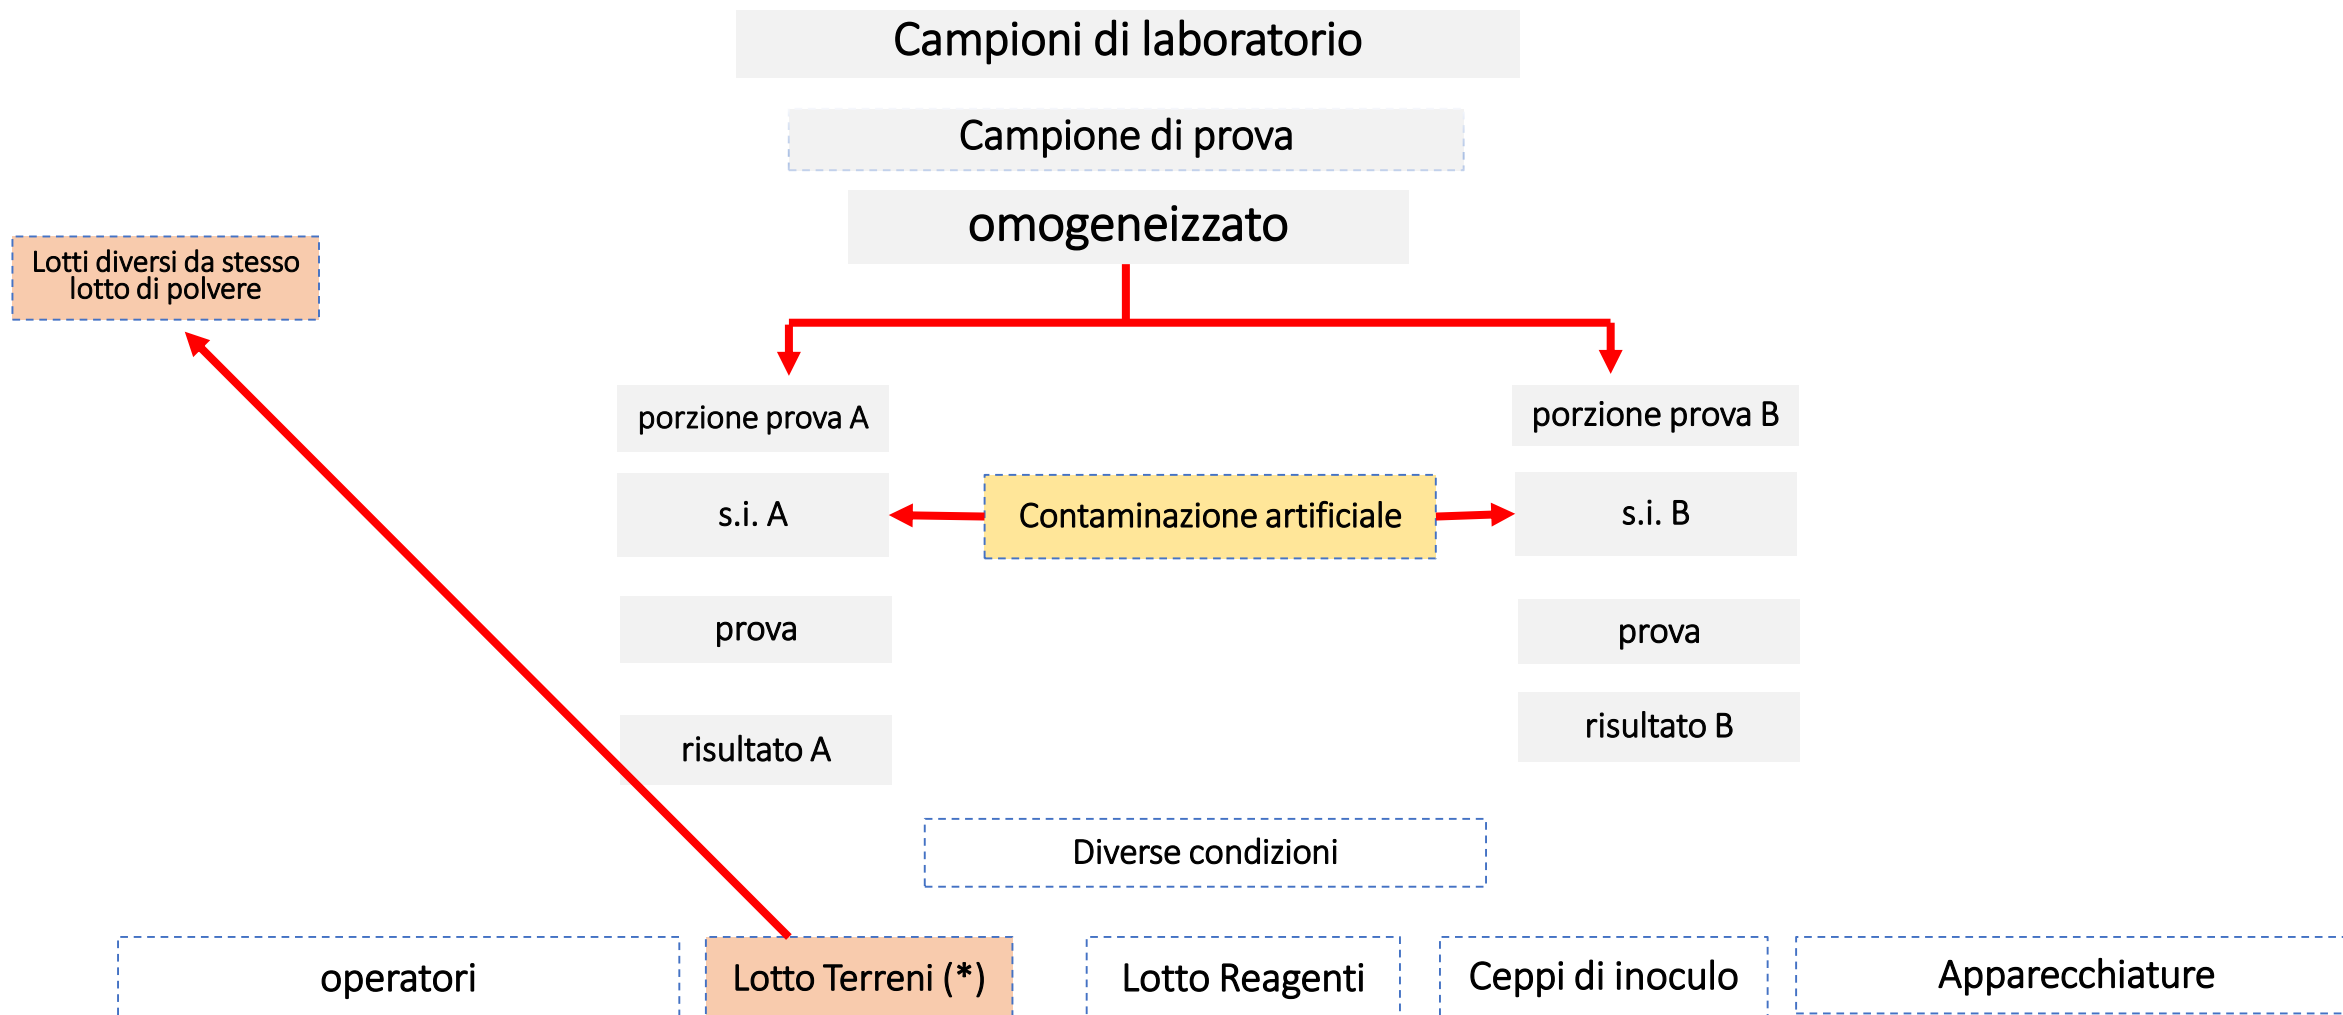 Campioni di laboratorio
Campione di prova
omogeneizzato
Lotti diversi da stesso
lotto di polvere
porzione prova A
porzione prova B
s.i. A
Contaminazione artificiale
s.i. B
prova
prova
risultato A
risultato B
Diverse condizioni
operatori
Lotto Terreni (*)
Lotto Reagenti
Ceppi di inoculo
Apparecchiature